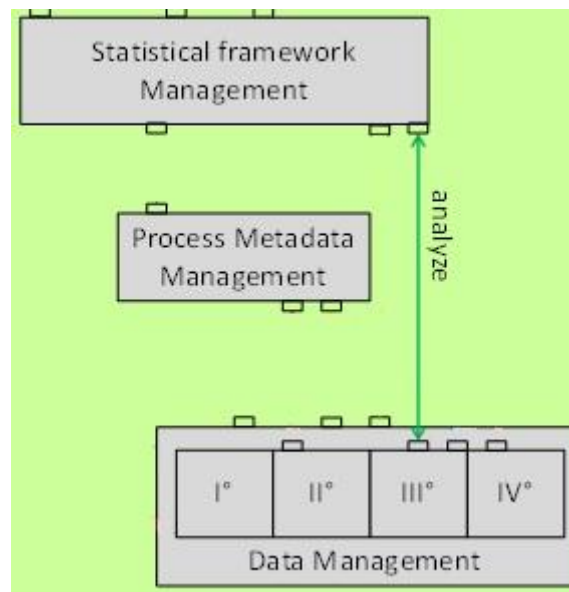 Statistical framework
Management
analyze
Process Metadata
Management
I°
II°
III°
IV°
Data Management